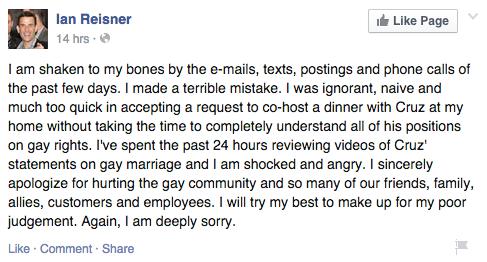 Ian Reisner
14 hrs ·
Like Page
I am shaken to my bones by the e-mails, texts, postings and phone calls of
the past few days. I made a terrible mistake. I was ignorant, naive and
much too quick in accepting a request to co-host a dinner with Cruz at my
home without taking the time to completely understand all of his positions
on gay rights. I've spent the past 24 hours reviewing videos of Cruz'
statements on gay marriage and I am shocked and angry. I sincerely
apologize for hurting the gay community and so many of our friends, family,
allies, customers and employees. I will try my best to make up for my poor
judgement. Again, I am deeply sorry.
Like · Comment · Share